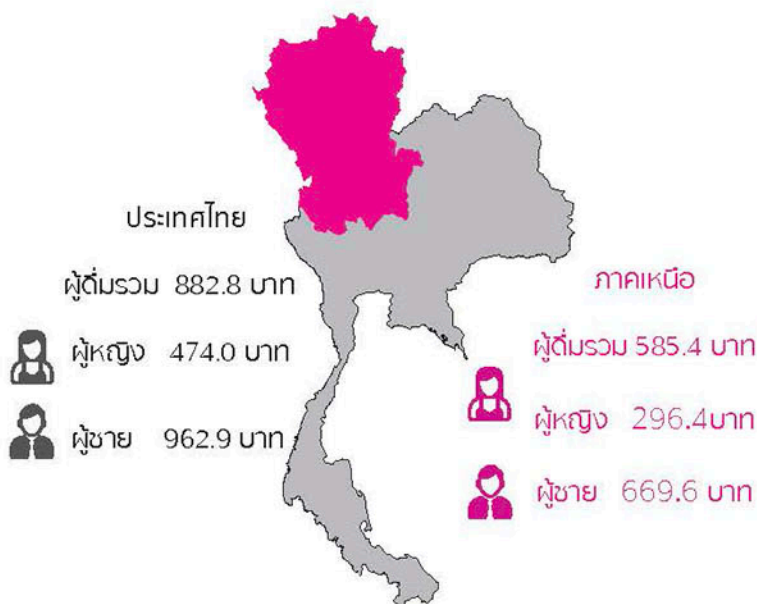 ประเทศไทย
ผู้ดื่มรวม 882.8 บาท
ผู้หญิง 474.0 บาท
ผู้ชาย 962.9 บาท
ภาคเหนือ
ผู้ดื่มรวม 585.4 บาท
ผู้หญิง 296.4บาท
ผู้ชาย 669.6 บาท